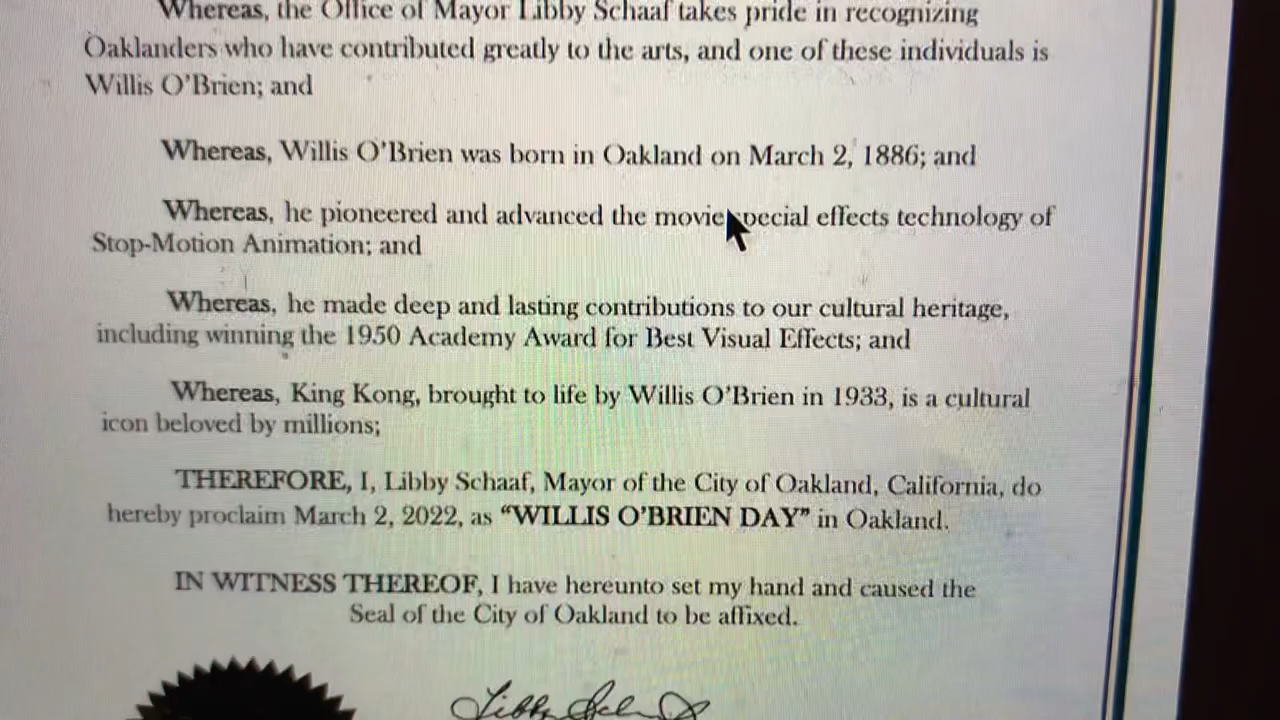 Whereas, the Office of Mayor Libby Schaaf takes pride in recognizing
Oaklanders who have contributed greatly to the arts, and one of these individuals is
Willis O’Brien; and
Whereas, Willis O’Brien was born in Oakland on March 2, 1886; and
Whereas, he pioneered and advanced the movie special effects technology of
Stop-Motion Animation; and
Whereas, he made deep and lasting contributions to our cultural heritage,
including winning the 1950 Academy Award for Best Visual Effects; and
Whereas, King Kong, brought to life by Willis O’Brien in 1933, is a cultural
icon beloved by millions;
THEREFORE, I, Libby Schaaf, Mayor of the City of Oakland, California, do
hereby proclaim March 2, 2022, as “WILLIS O’BRIEN DAY” in Oakland.
IN WITNESS THEREOF, I have hereunto set my hand and caused the
Seal of the City of Oakland to be affixed.
Libby Schaaf